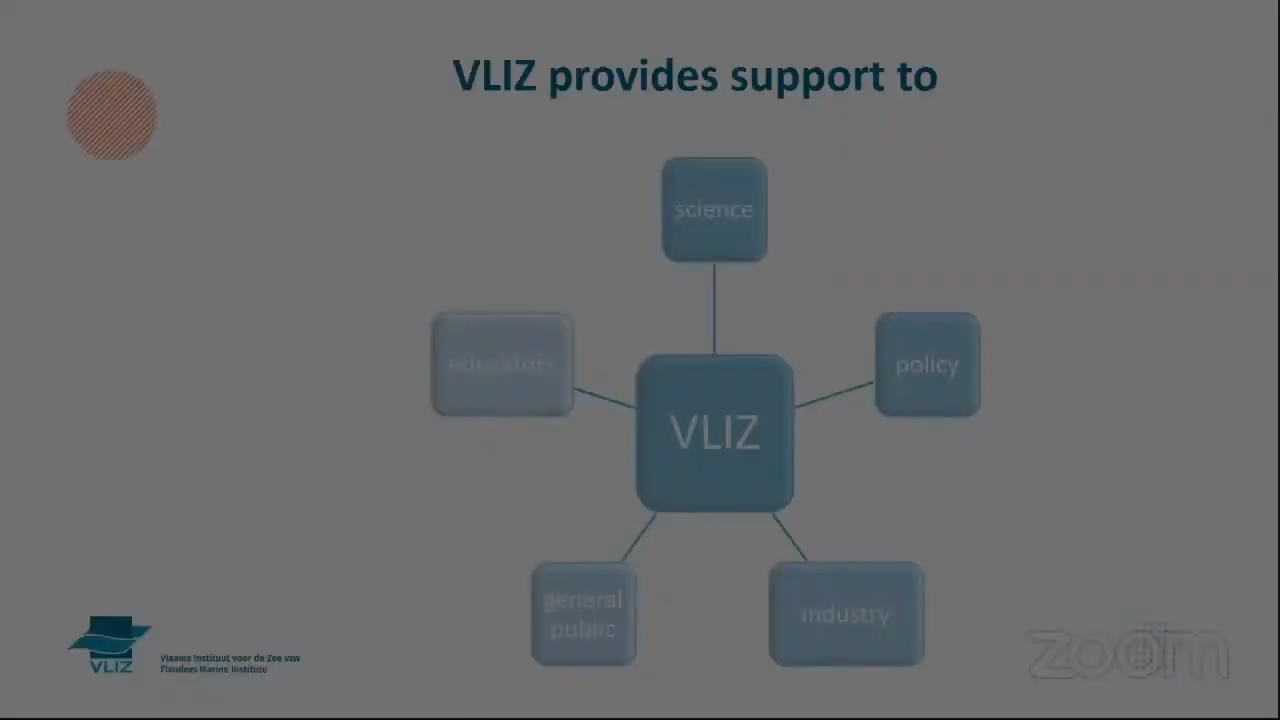 VLIZ provides support to
science
educators
policy
VLIZ
general
public
industry
VLIZ
Vlaams Instituut voor de Zee vzw
Flanders Marine Institute
zoom